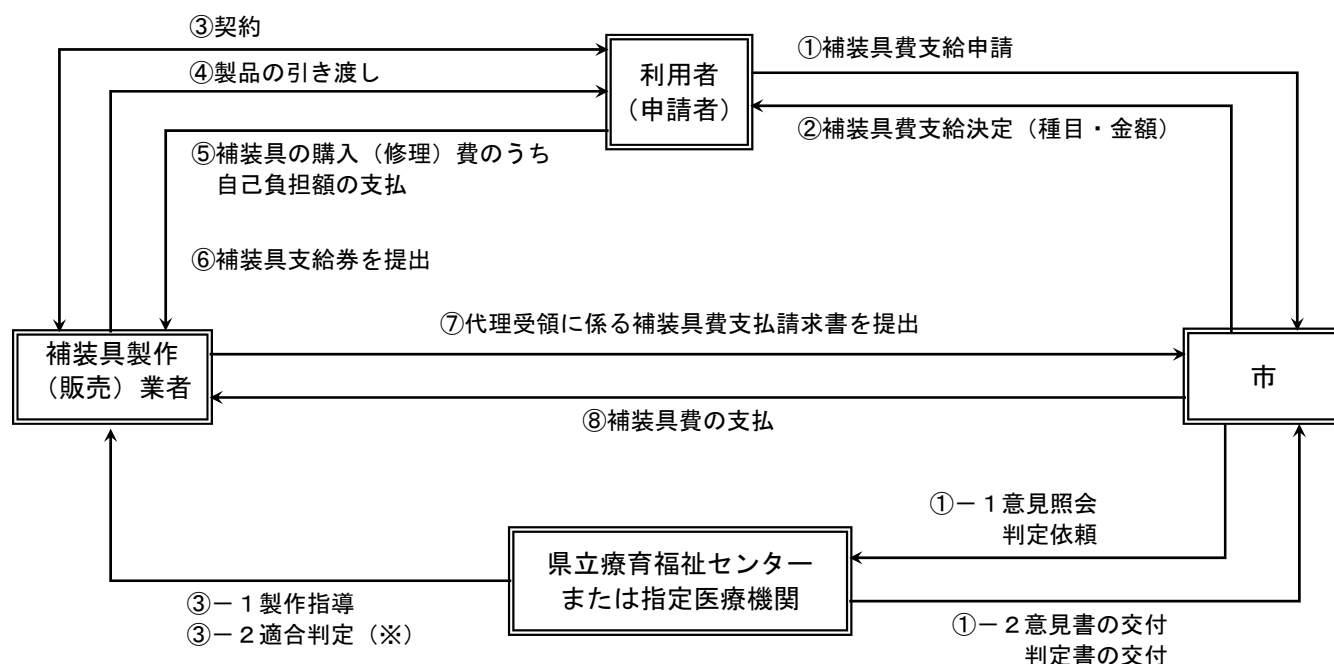 ③契約
④製品の引き渡し
利用者
（申請者）
①補装具費支給申請
②補装具費支給決定（種目・金額）
⑤補装具の購入（修理）費のうち
自己負担額の支払
⑥補装具支給券を提出
⑦代理受領に係る補装具費支払請求書を提出
補装具製作
（販売）業者
市
⑧補装具費の支払
①－１意見照会
判定依頼
県立療育福祉センター
または指定医療機関
③－１製作指導
③－２適合判定（※）
①－２意見書の交付
判定書の交付